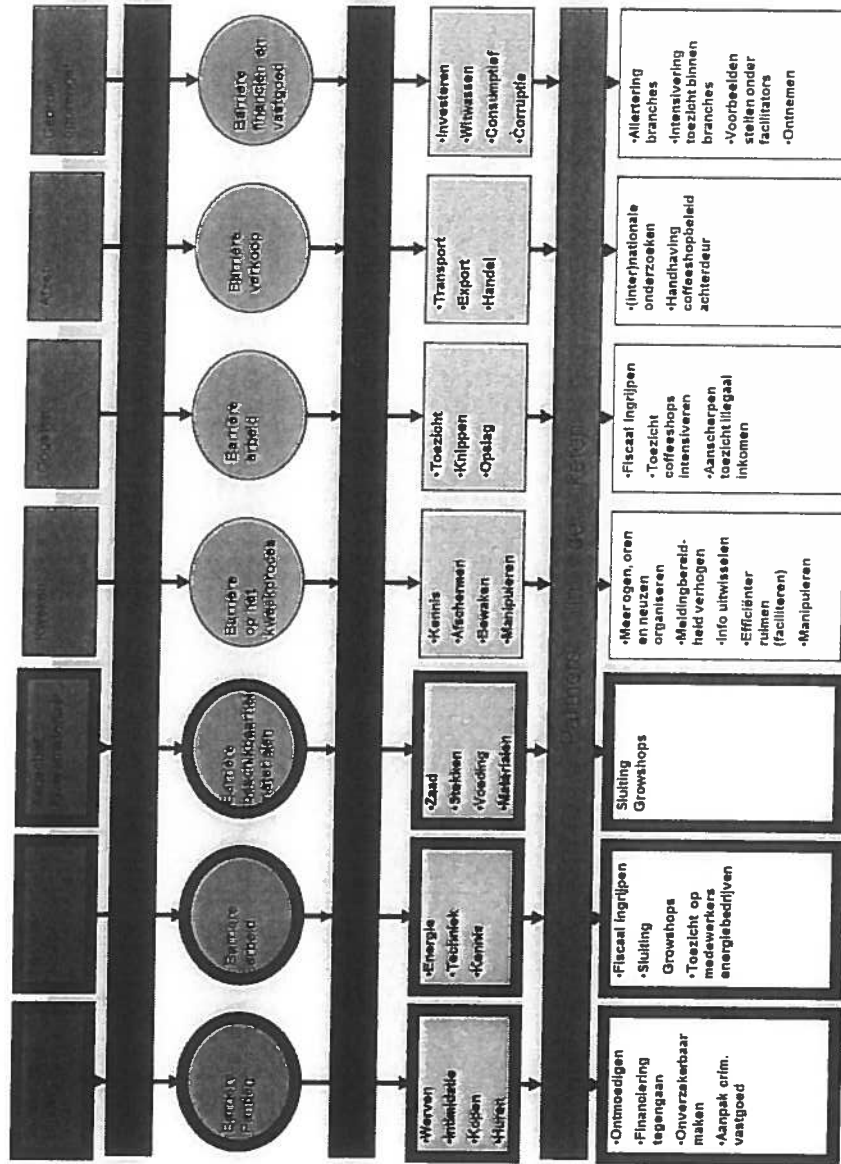 Barrière
Panden
Barrière
arbeid
Barrière
Beschikbaarheid
materialen
Barrière
op het
kweekproces
Barrière
arbeid
Barrière
verkoop
Barrière
financiën en
vastgoed
•Werven
•Intimidatie
•Kopen
•Huren
•Energie
•Techniek
•Kennis
•Zaad
•Stekken
•Voeding
•Materialen
•Kennis
•Afschermen
•Bewaken
•Manipuleren
•Toezicht
•Knippen
•Opslag
•Transport
•Export
•Handel
•Investeren
•Witwassen
•Consumptief
•Corruptie
Partners
•Ontmoedigen
•Financiering
tegengaan
•Onverzekerbaar
maken
•Aanpak crim.
vastgoed
•Fiscaal ingrijpen
•Sluiting
Growshops
•Toezicht op
medewerkers
energiebedrijven
Sluiting
Growshops
•Meer ogen, oren
en neuzen
organiseren
•Meldingbereid-
heid verhogen
•Info uitwisselen
•Efficiënter
ruimen
(faciliteren)
•Manipuleren
•Fiscaal ingrijpen
•Toezicht
coffeeshops
intensiveren
•Aanscherpen
toezicht illegaal
inkomen
•(inter)nationale
onderzoeken
•Handhaving
coffeeshopbeleid
achterdeur
•Allertering
branches
•Intensivering
toezicht binnen
branches
•Voorbeelden
stellen onder
facilitators
•Ontnemen